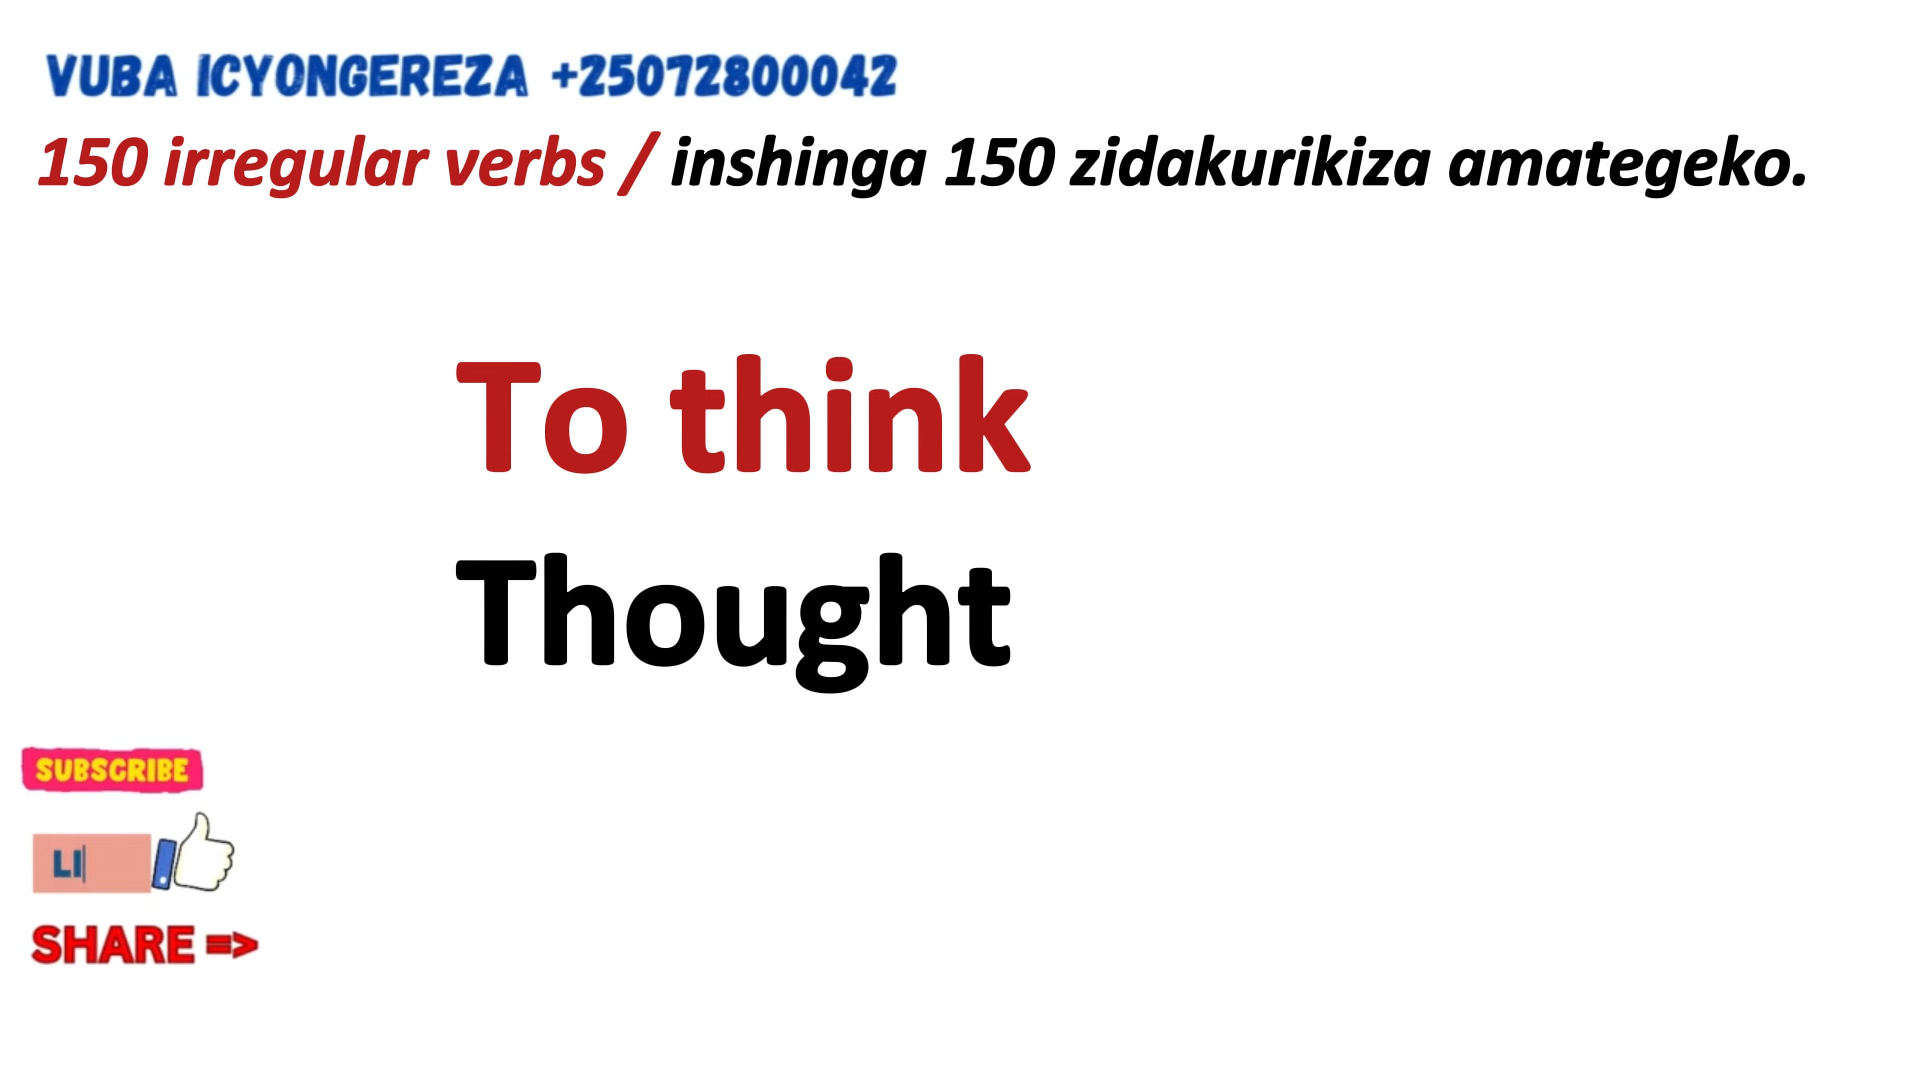 VUBA ICYONGEREZA +25072800042
150 irregular verbs / inshinga 150 zidakurikiza amategeko.
To think
Thought
SUBSCRIBE
LI
SHARE =>